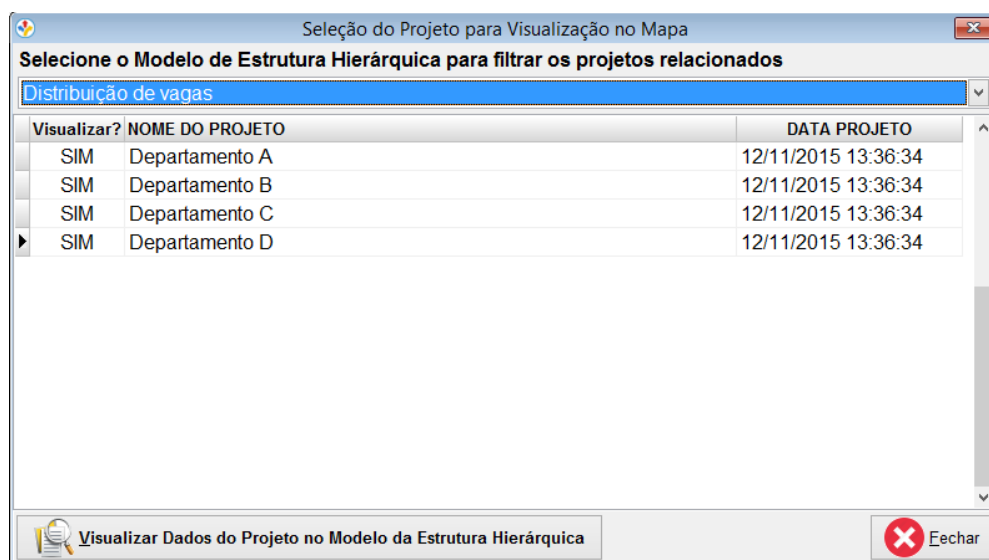 Seleção do Projeto para Visualização no Mapa
Selecione o Modelo de Estrutura Hierárquica para filtrar os projetos relacionados
Distribuição de vagas
Visualizar? NOME DO PROJETO DATA PROJETO
SIM Departamento A 12/11/2015 13:36:34
SIM Departamento B 12/11/2015 13:36:34
SIM Departamento C 12/11/2015 13:36:34
SIM Departamento D 12/11/2015 13:36:34
Visualizar Dados do Projeto no Modelo da Estrutura Hierárquica Fechar